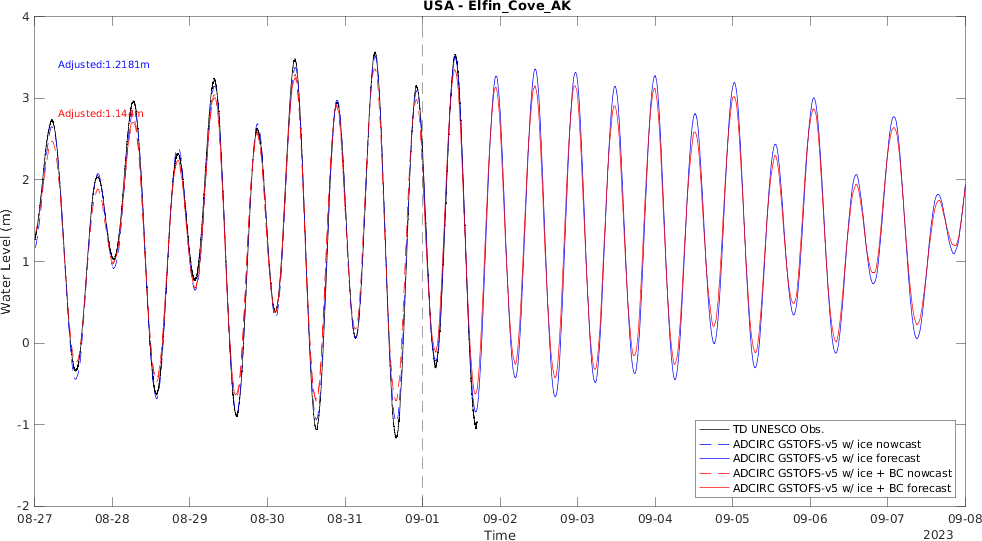 USA - Elfin_Cove_AK
4
3
2
1
0
-1
-2
Water Level (m)
Adjusted:1.2181m
TD UNESCO Obs.
ADCIRC GSTOFS-v5 w/ ice nowcast
ADCIRC GSTOFS-v5 w/ ice forecast
ADCIRC GSTOFS-v5 w/ ice + BC nowcast
ADCIRC GSTOFS-v5 w/ ice + BC forecast
08-27 08-28 08-29 08-30 08-31 09-01 09-02 09-03 09-04 09-05 09-06 09-07 09-08
Time
2023